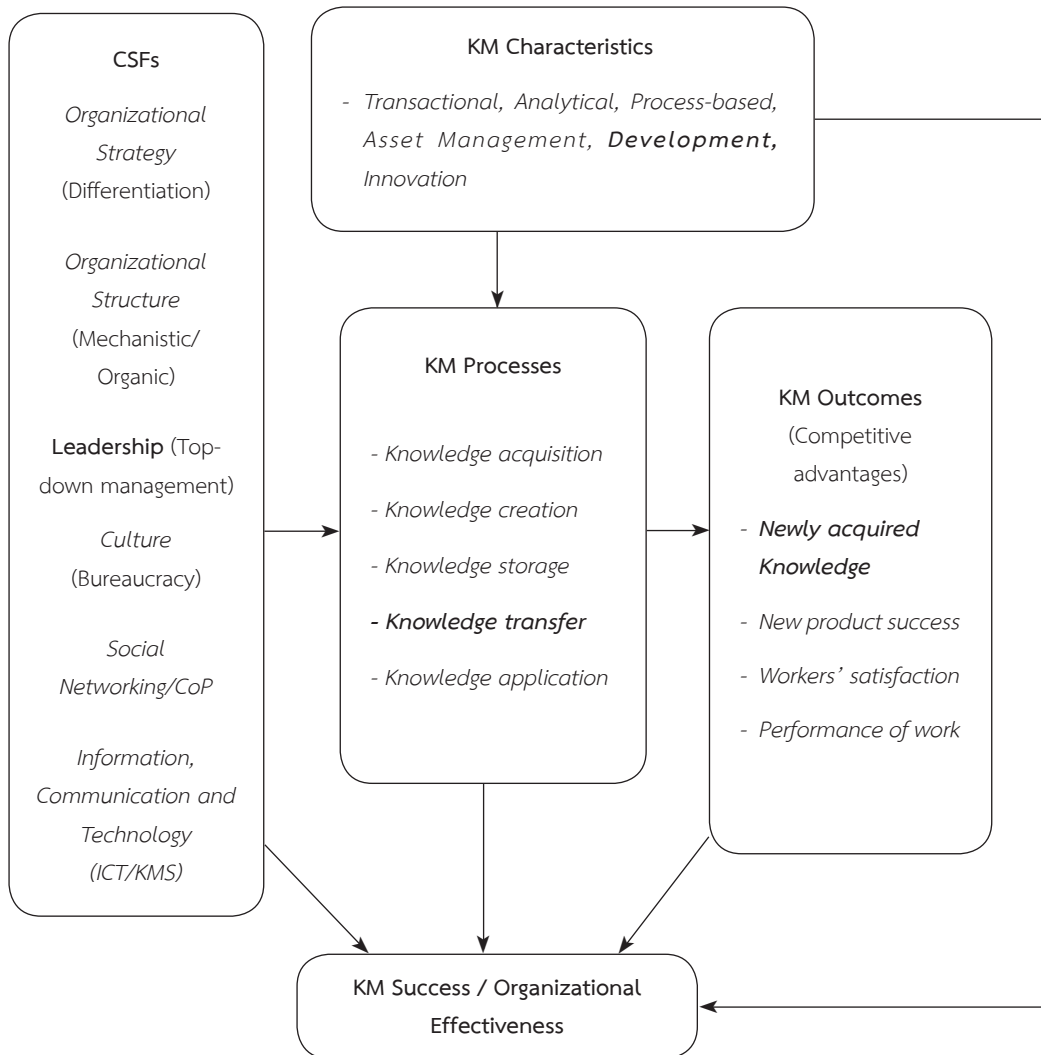 CSFs
Organizational
Strategy
(Differentiation)
Organizational
Structure
(Mechanistic/
Organic)
Leadership (Top-
down management)
Culture
(Bureaucracy)
Social
Networking/CoP
Information,
Communication and
Technology
(ICT/KMS)
KM Characteristics
- Transactional, Analytical, Process-based,
Asset Management, Development,
Innovation
KM Processes
- Knowledge acquisition
- Knowledge creation
- Knowledge storage
- Knowledge transfer
- Knowledge application
KM Outcomes
(Competitive
advantages)
- Newly acquired
Knowledge
- New product success
- Workers’ satisfaction
- Performance of work
KM Success / Organizational
Effectiveness